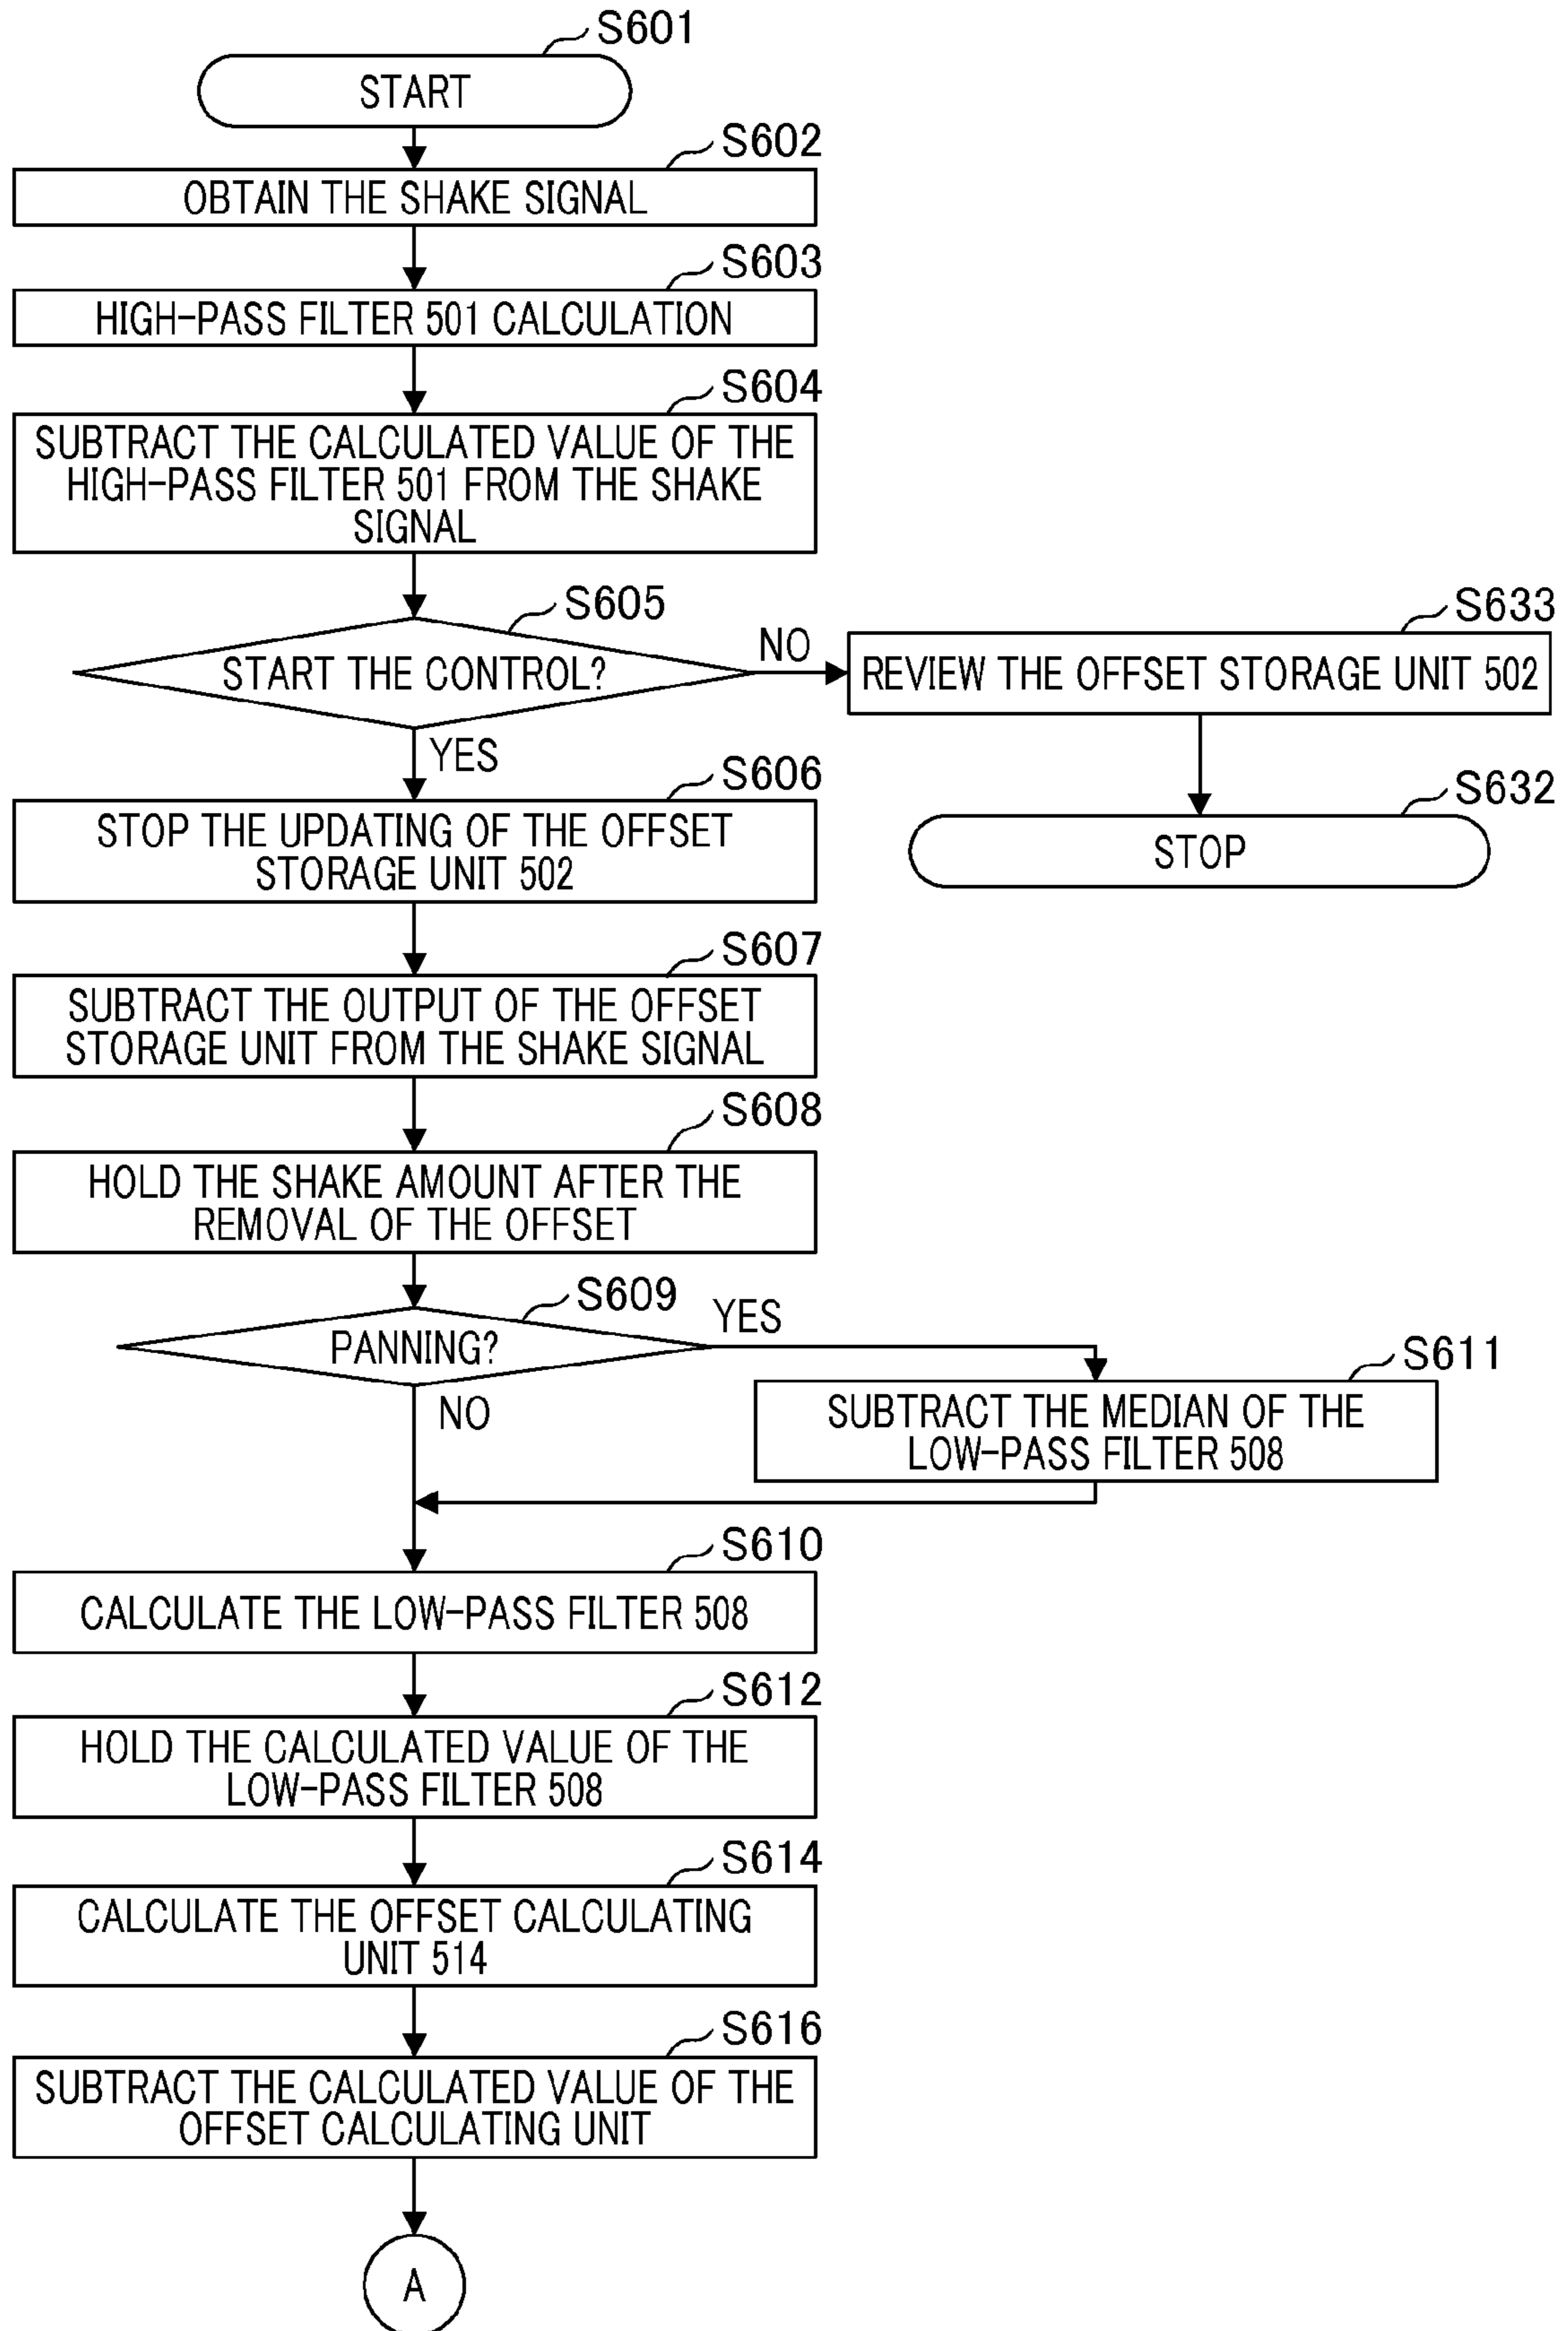 S601
START
S602
OBTAIN THE SHAKE SIGNAL
S603
HIGH-PASS FILTER 501 CALCULATION
S604
SUBTRACT THE CALCULATED VALUE OF THE
HIGH-PASS FILTER 501 FROM THE SHAKE
SIGNAL
S605
START THE CONTROL?
NO
YES
S633
REVIEW THE OFFSET STORAGE UNIT 502
S632
STOP
S606
STOP THE UPDATING OF THE OFFSET
STORAGE UNIT 502
S607
SUBTRACT THE OUTPUT OF THE OFFSET
STORAGE UNIT FROM THE SHAKE SIGNAL
S608
HOLD THE SHAKE AMOUNT AFTER THE
REMOVAL OF THE OFFSET
S609
PANNING?
YES
NO
S611
SUBTRACT THE MEDIAN OF THE
LOW-PASS FILTER 508
S610
CALCULATE THE LOW-PASS FILTER 508
S612
HOLD THE CALCULATED VALUE OF THE
LOW-PASS FILTER 508
S614
CALCULATE THE OFFSET CALCULATING
UNIT 514
S616
SUBTRACT THE CALCULATED VALUE OF THE
OFFSET CALCULATING UNIT
A